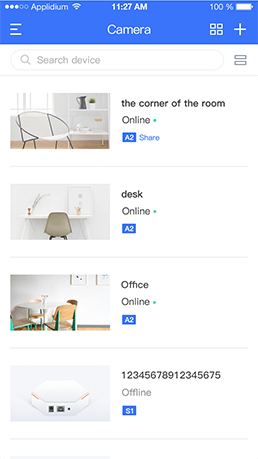 Applidium 11:27 AM 100 %
Camera
Search device
the corner of the room
Online
A2 Share
desk
Online
A2
Office
Online
A2
12345678912345675
Offline
S1